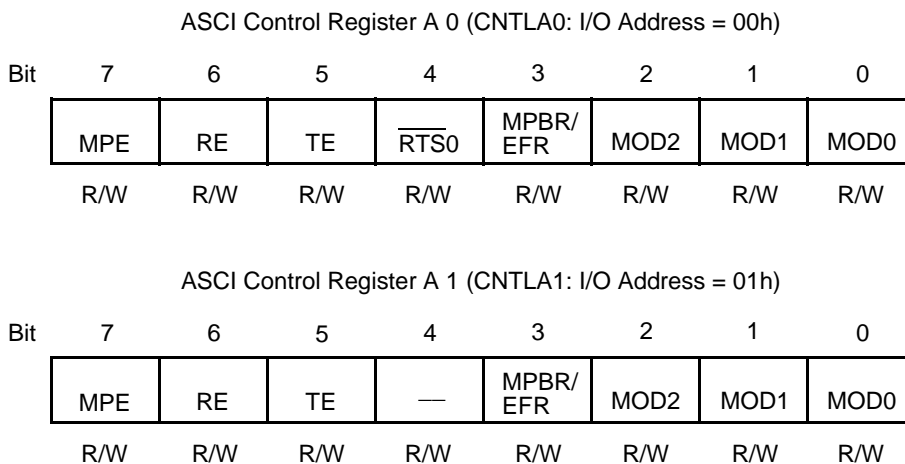 ASCI Control Register A 0 (CNTLA0: I/O Address = 00h)
Bit 7 6 5 4 3 2 1 0
MPE RE TE R̅T̅S̅0 MPBR/ EFR MOD2 MOD1 MOD0
R/W R/W R/W R/W R/W R/W R/W R/W
ASCI Control Register A 1 (CNTLA1: I/O Address = 01h)
Bit 7 6 5 4 3 2 1 0
MPE RE TE — MPBR/ EFR MOD2 MOD1 MOD0
R/W R/W R/W R/W R/W R/W R/W R/W